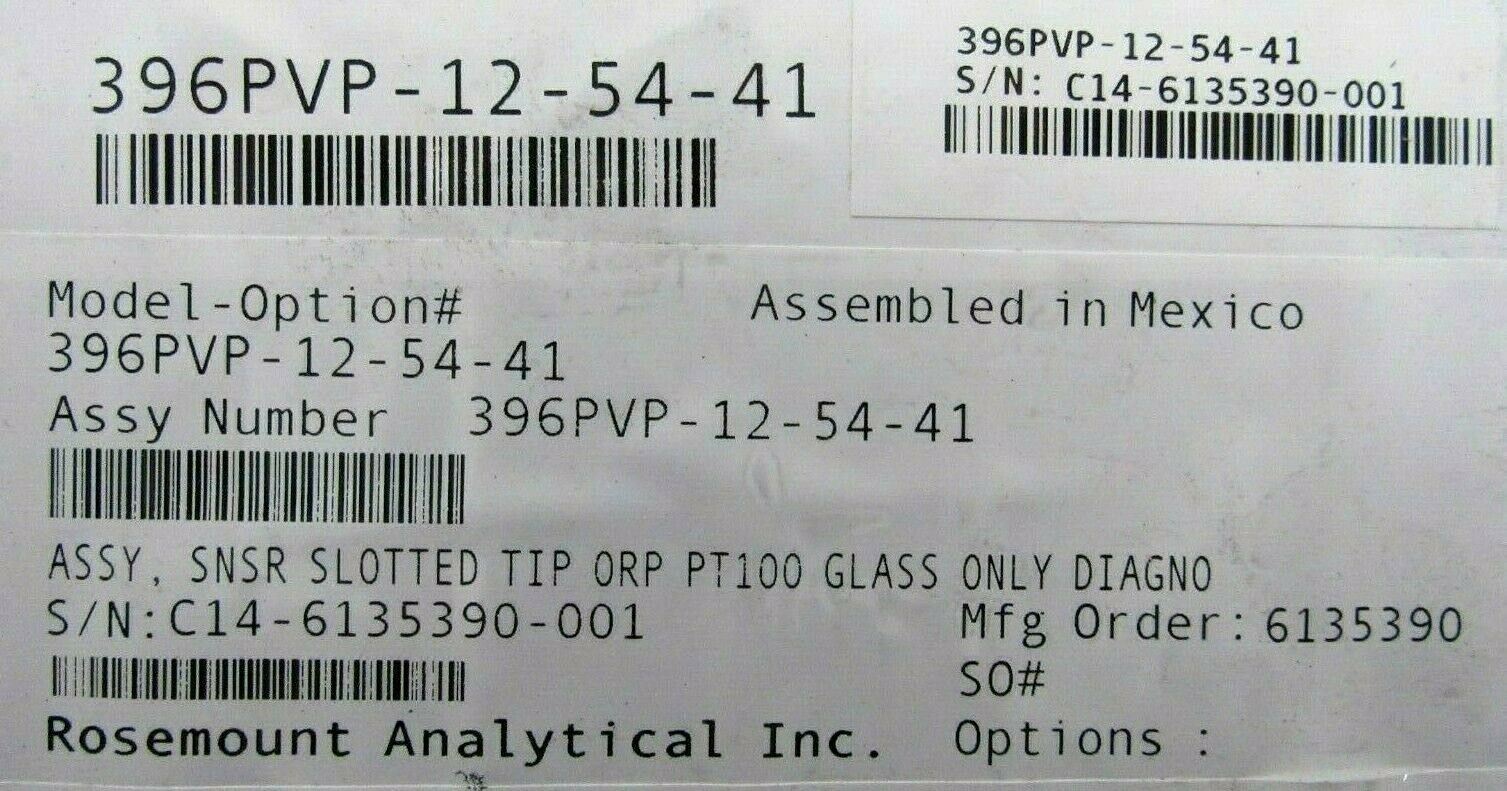 396PVP-12-54-41
396PVP-12-54-41
S/N: C14-6135390-001
Model-Option#
Assembled in Mexico
396PVP-12-54-41
Assy Number 396PVP-12-54-41
ASSY, SNSR SLOTTED TIP ORP PT100 GLASS ONLY DIAGNO
S/N:C14-6135390-001
Mfg Order: 6135390
SO#
Rosemount Analytical Inc.
Options :